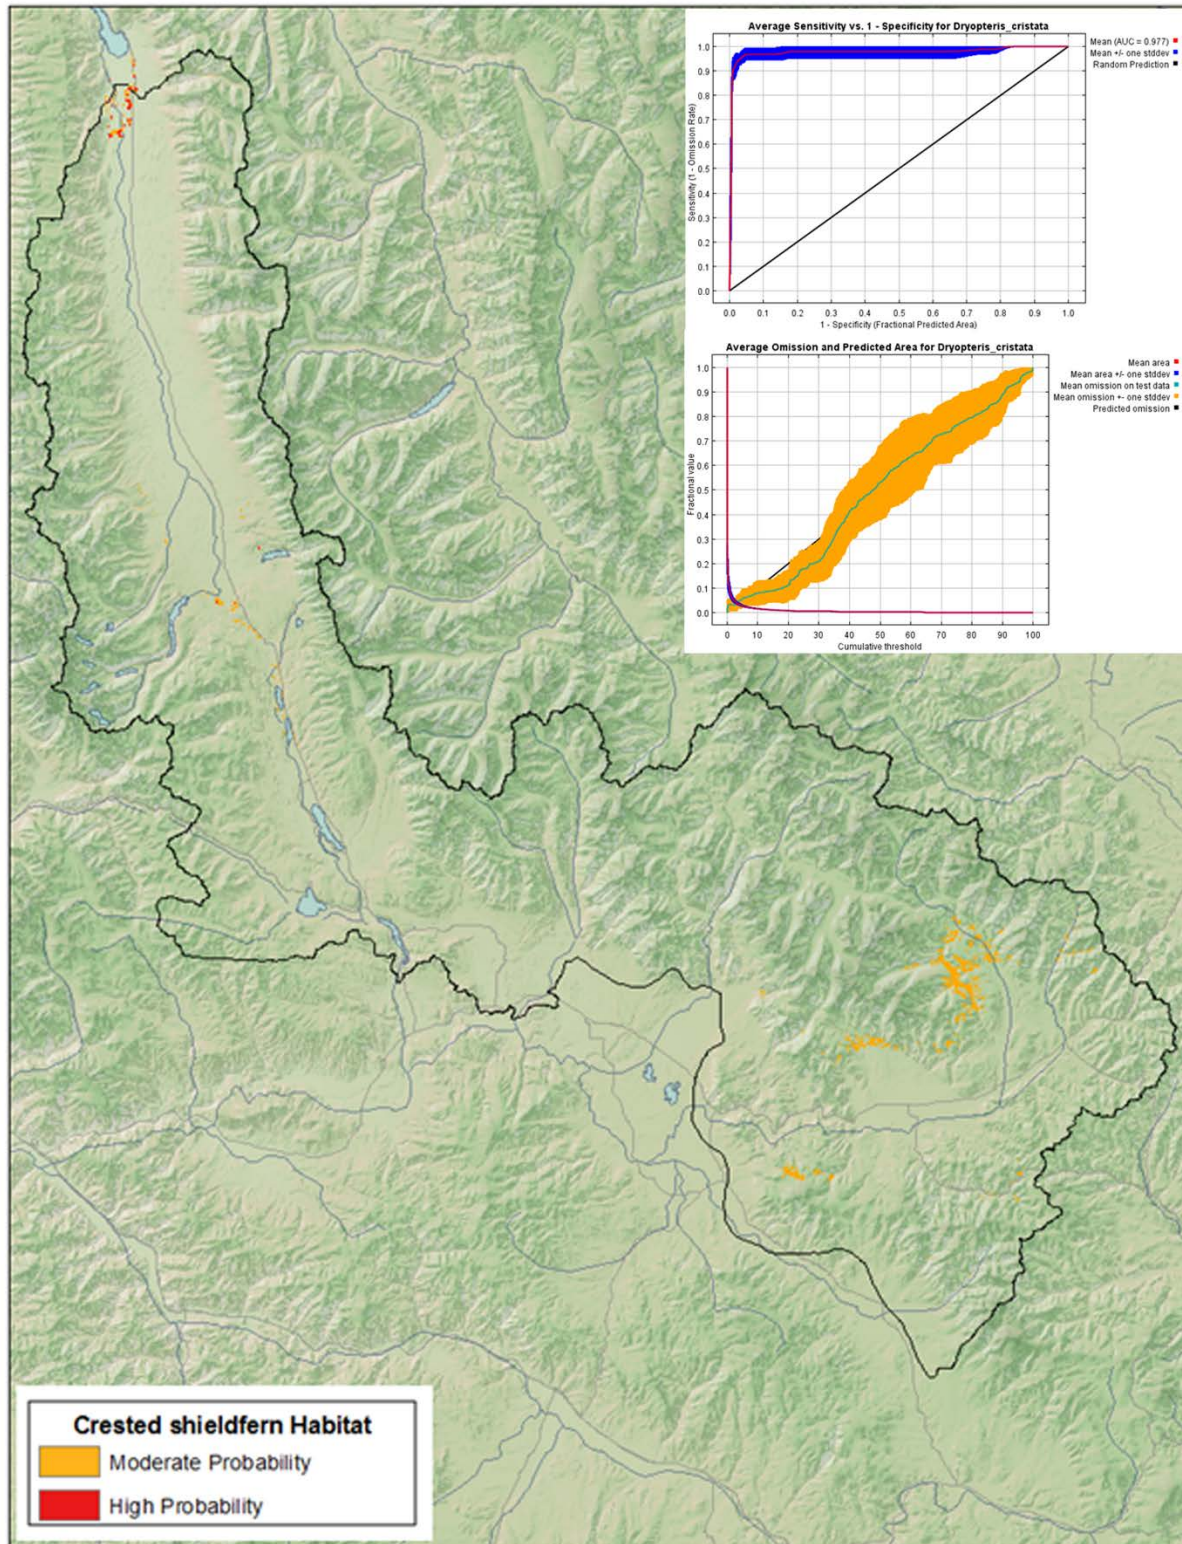 Average Sensitivity vs. 1 - Specificity for Dryopteris_cristata
Mean (AUC = 0.977)
Mean +/- one stddev
Random Prediction
Sensitivity (1 - Omission Rate)
1.0
0.9
0.8
0.7
0.6
0.5
0.4
0.3
0.2
0.1
0.0
0.0 0.1 0.2 0.3 0.4 0.5 0.6 0.7 0.8 0.9 1.0
1 - Specificity (Fractional Predicted Area)
Average Omission and Predicted Area for Dryopteris_cristata
Mean area
Mean area +/- one stddev
Mean omission on test data
Mean omission +- one stddev
Predicted omission
Fractional value
1.0
0.9
0.8
0.7
0.6
0.5
0.4
0.3
0.2
0.1
0.0
0 10 20 30 40 50 60 70 80 90 100
Cumulative threshold
Crested shieldfern Habitat
Moderate Probability
High Probability